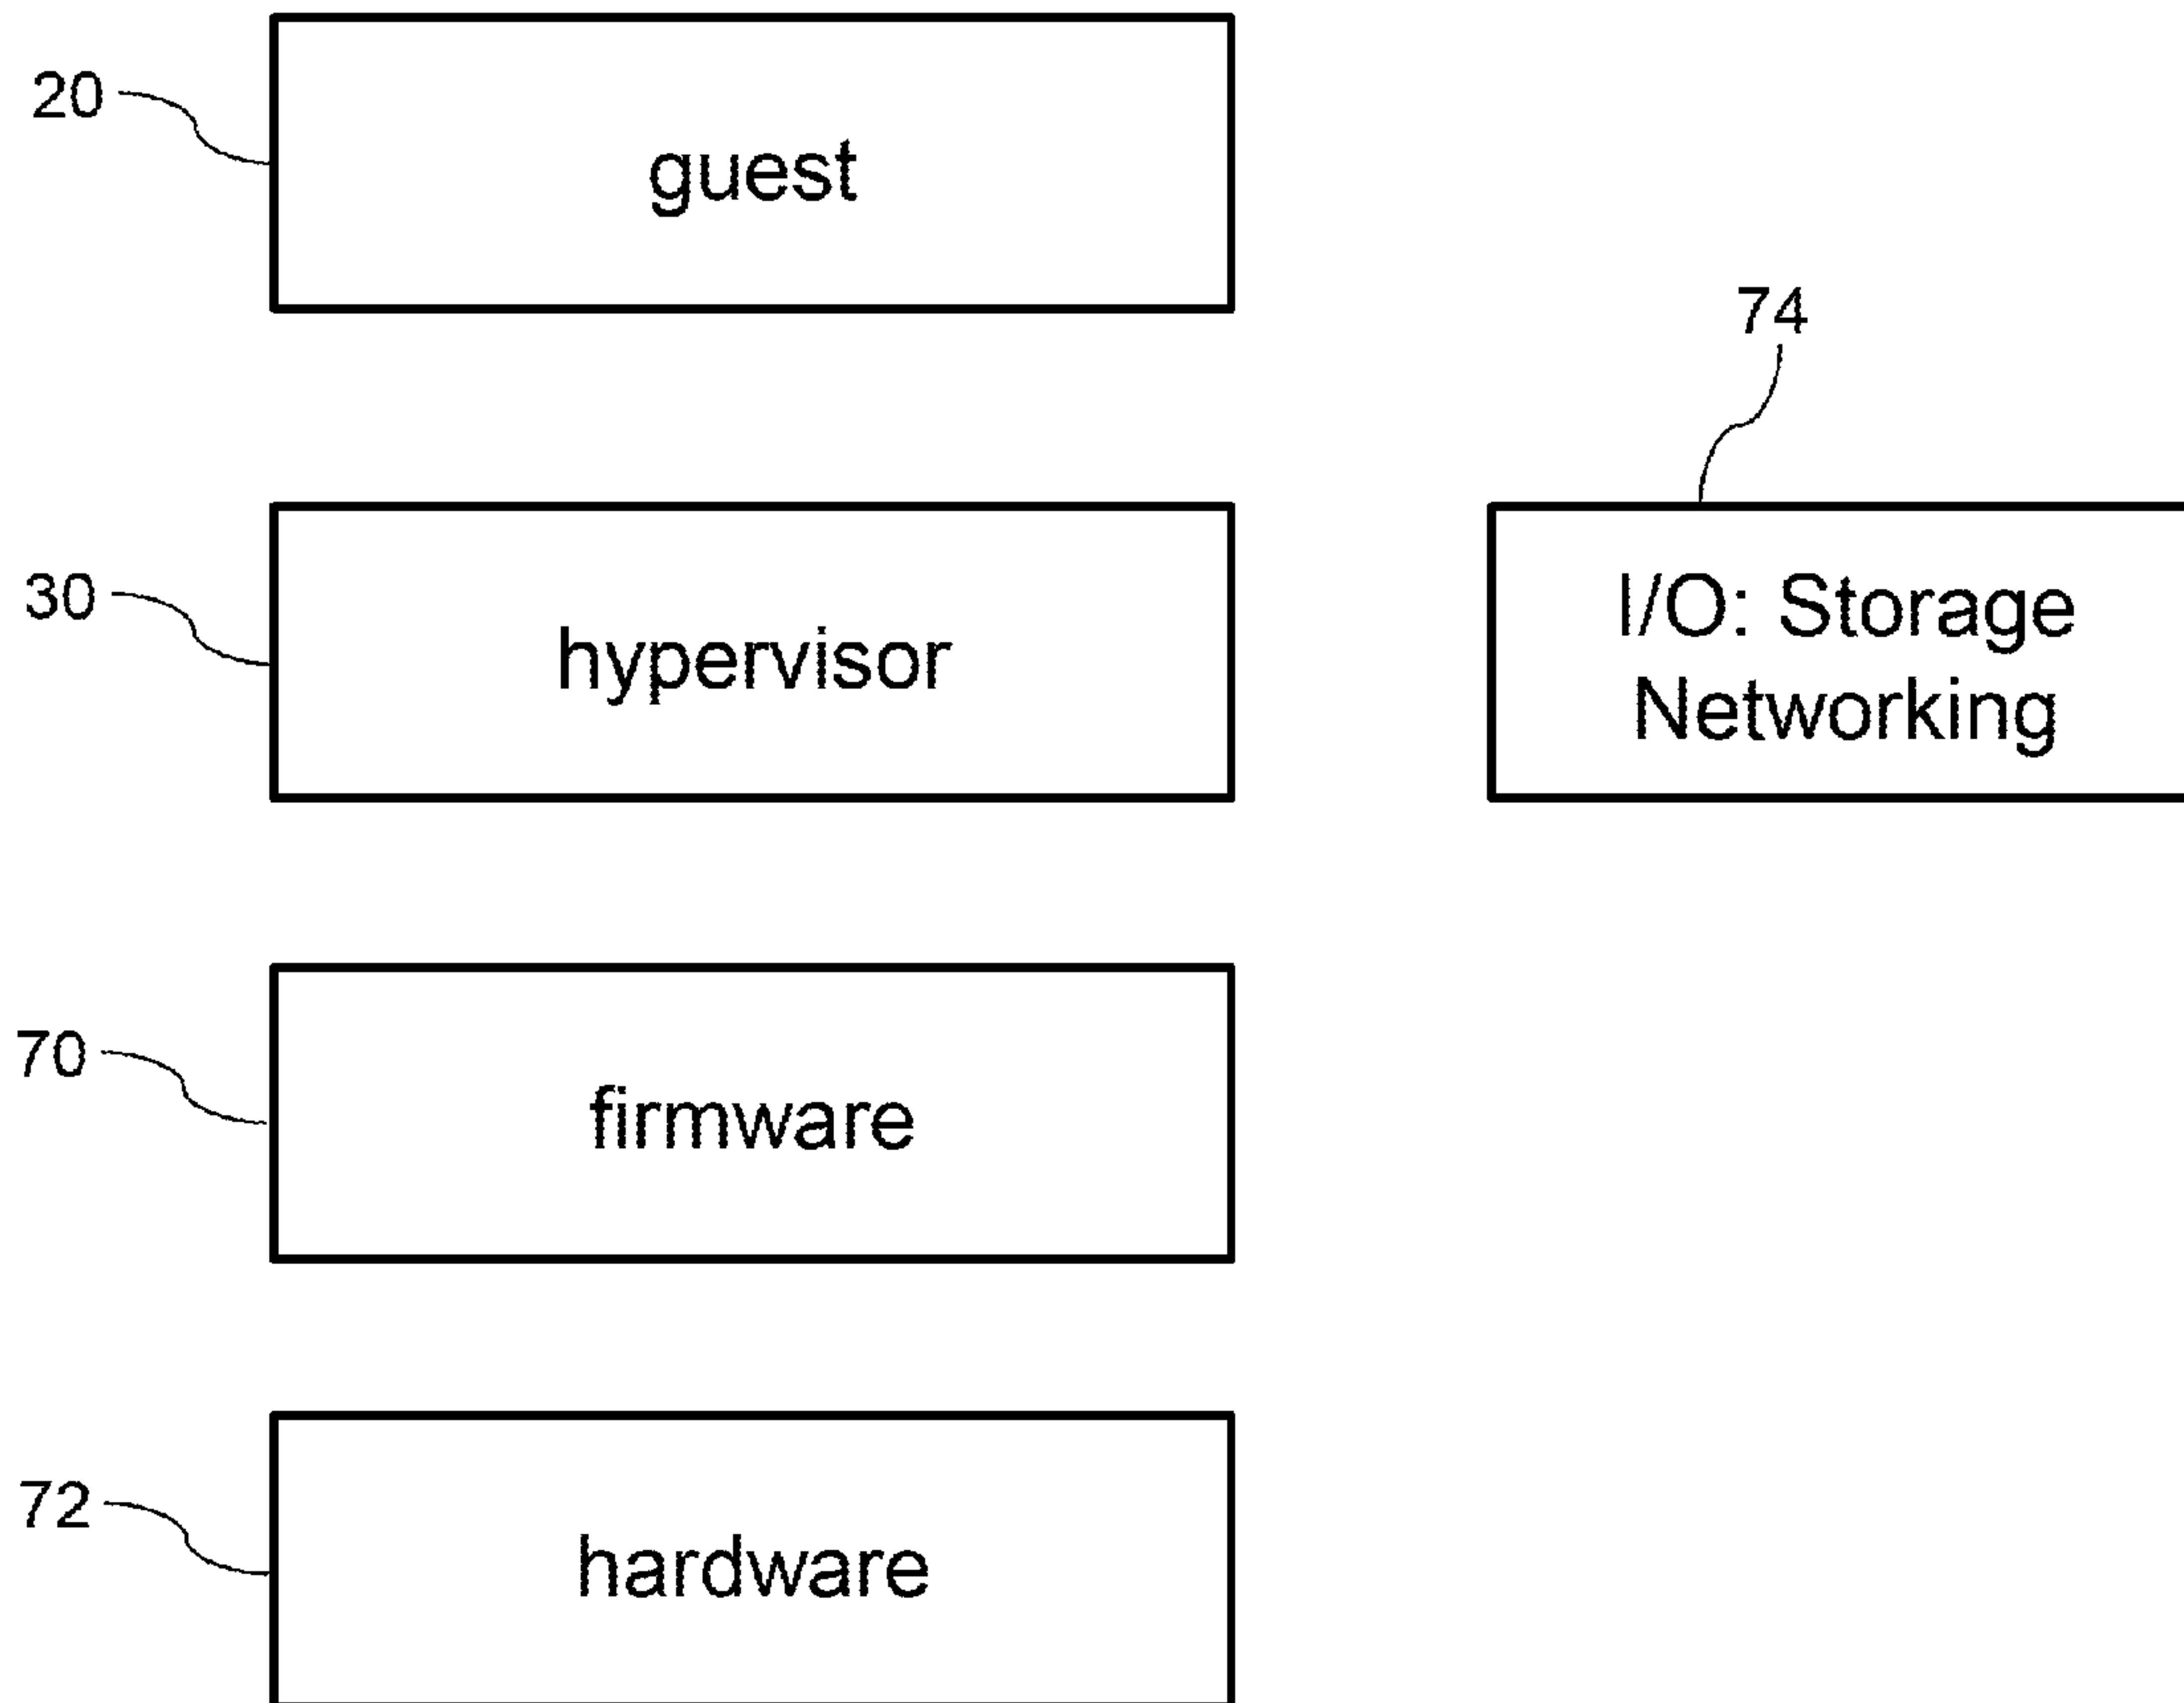 20
guest
74
30
hypervisor
I/O: Storage
Networking
70
firmware
72
hardware